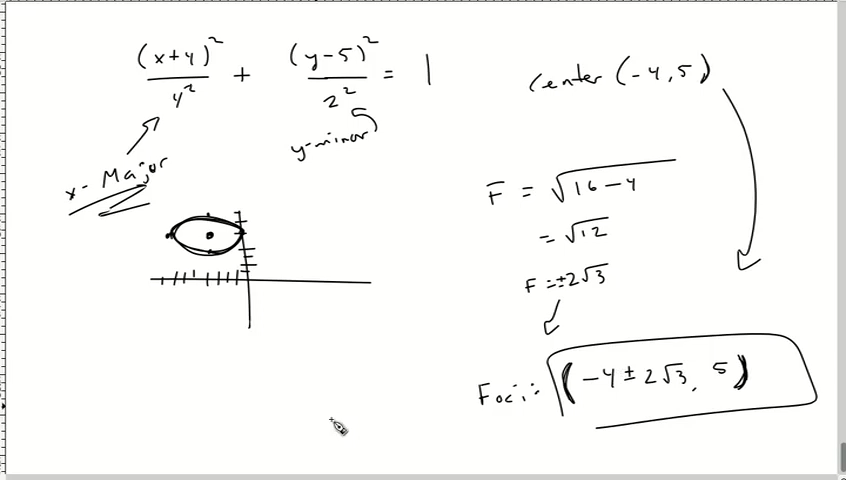 (x+4)²/4² + (y-5)²/2² = 1
center (-4,5)
x-Major
y-minor
F = √16-4
= √12
F = ±2√3
Foci: (-4 ± 2√3, 5)